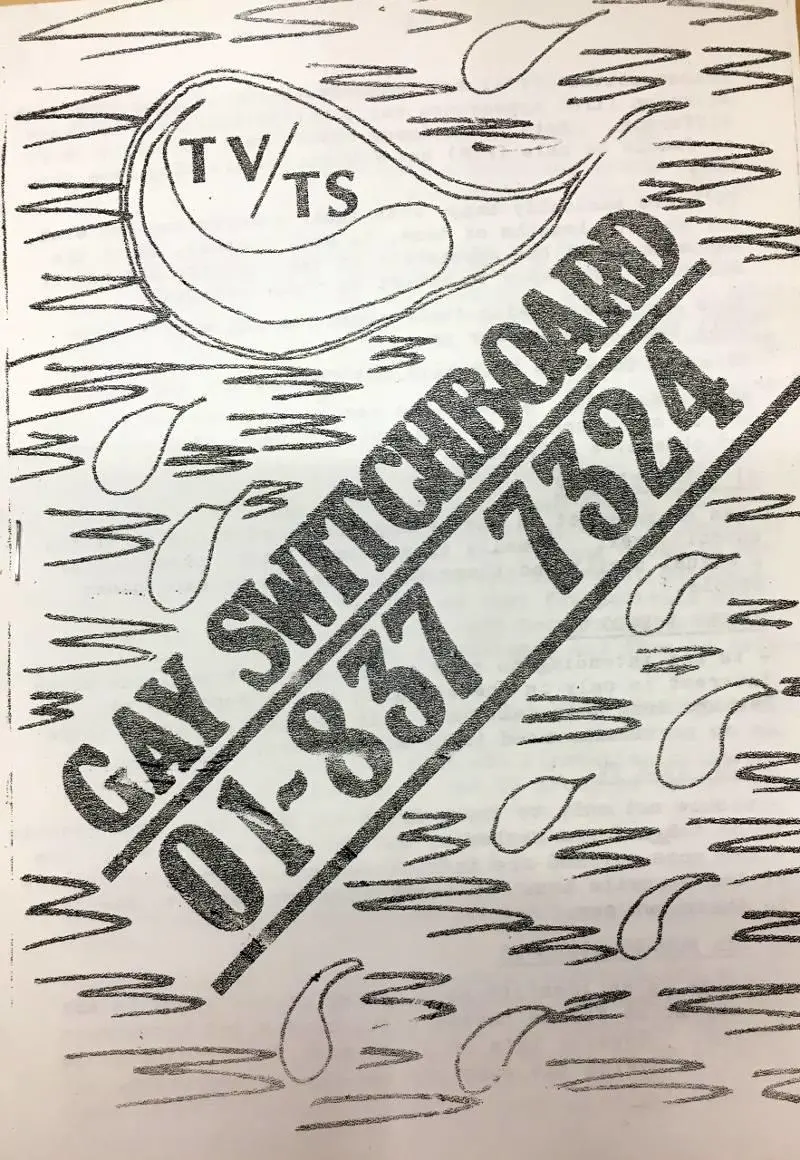 TV/
TS
GAY SWITCHBOARD
01-837 7324